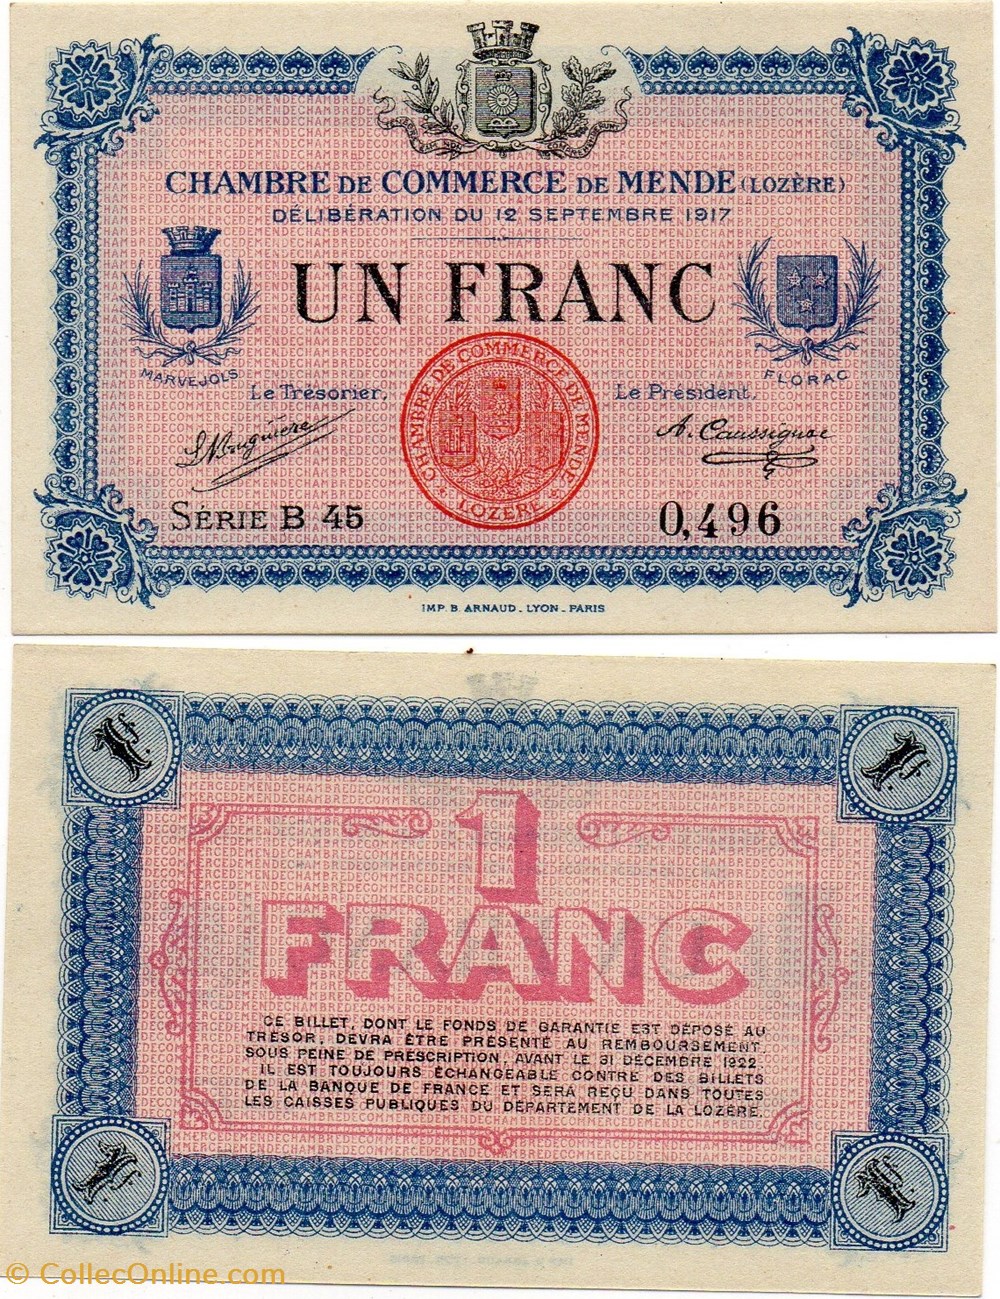 CHAMBRE DE COMMERCE DE MENDE (LOZÈRE)
DÉLIBÉRATION DU 12 SEPTEMBRE 1917
UN FRANC
MARVEJOLS
FLORAC
Le Trésorier,
Le Président,
CHAMBRE DE COMMERCE DE MENDE
LOZÈRE
A. Caussignac
SÉRIE B 45
0,496
IMP. B. ARNAUD _ LYON _ PARIS
1
FRANC
CE BILLET, DONT LE FONDS DE GARANTIE EST DÉPOSÉ AU
TRÉSOR, DEVRA ÊTRE PRÉSENTÉ AU REMBOURSEMENT,
SOUS PEINE DE PRESCRIPTION, AVANT LE 31 DÉCEMBRE 1922.
IL EST TOUJOURS ÉCHANGEABLE CONTRE DES BILLETS
DE LA BANQUE DE FRANCE ET SERA REÇU DANS TOUTES
LES CAISSES PUBLIQUES DU DÉPARTEMENT DE LA LOZÈRE.
© CollecOnline.com